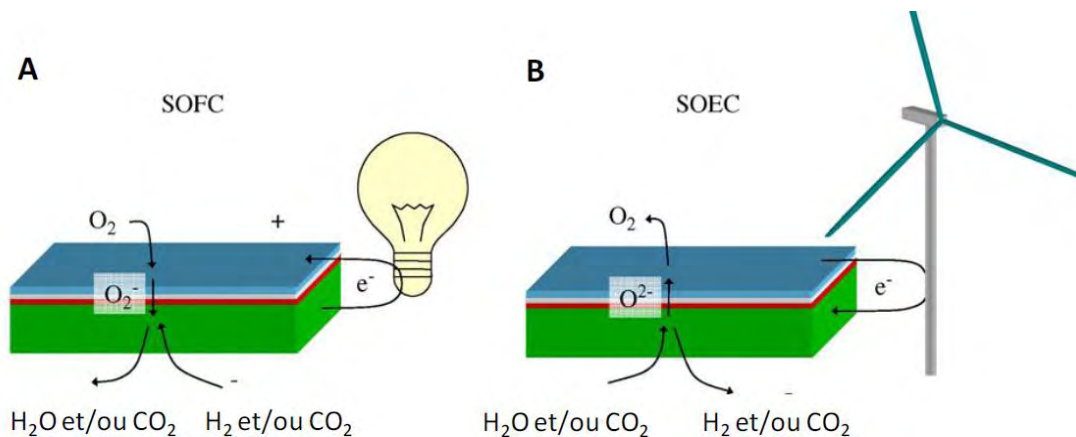 A
SOFC
O₂
+
O₂⁻
e⁻
-
H₂O et/ou CO₂
H₂ et/ou CO₂
B
SOEC
O₂
O²⁻
e⁻
-
H₂O et/ou CO₂
H₂ et/ou CO₂